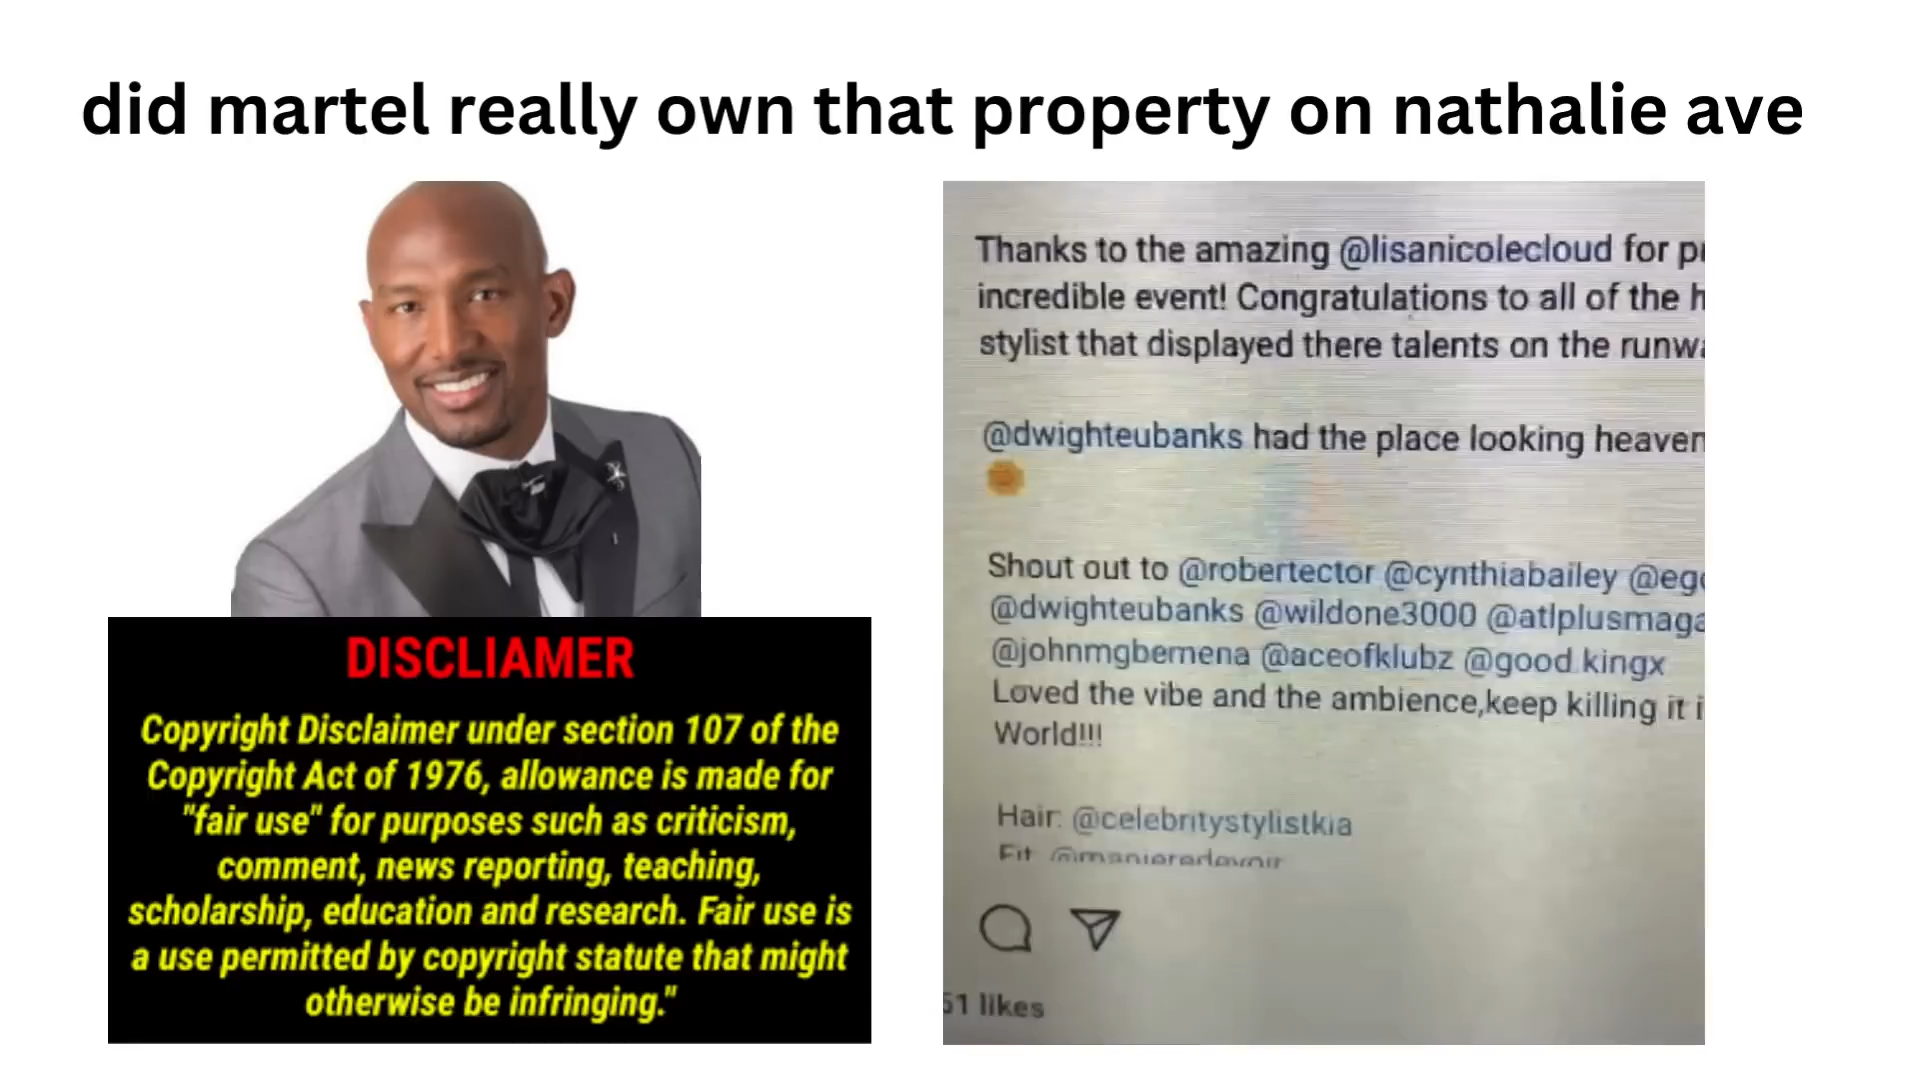 did martel really own that property on nathalie ave
DISCLIAMER
Copyright Disclaimer under section 107 of the
Copyright Act of 1976, allowance is made for
"fair use" for purposes such as criticism,
comment, news reporting, teaching,
scholarship, education and research. Fair use is
a use permitted by copyright statute that might
otherwise be infringing."
Thanks to the amazing @lisanicolecloud for
incredible event! Congratulations to all of the
stylist that displayed there talents on the
@dwighteubanks had the place looking
Shout out to @robertector @cynthiabailey
@dwighteubanks @wildone3000
@johnmgbemena @aceofklubz @good.kingx
Loved the vibe and the ambience,keep killing it
World!!!
Hair: @celebritystylistkia
Fit:
51 likes